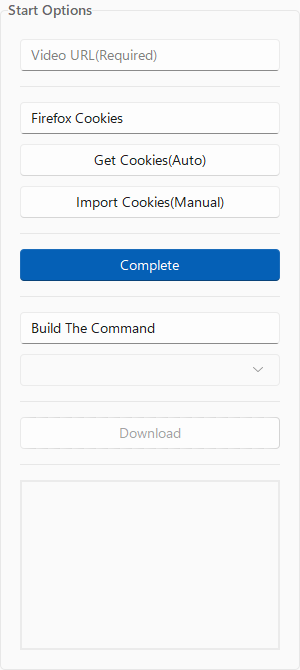 Start Options
Video URL(Required)
Firefox Cookies
Get Cookies(Auto)
Import Cookies(Manual)
Complete
Build The Command
Download